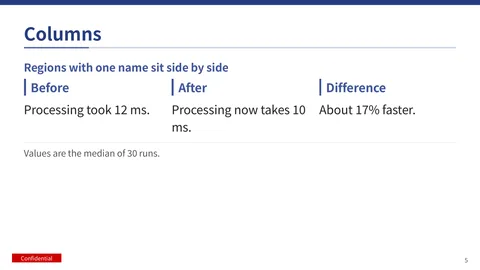 Columns
Regions with one name sit side by side
Before
Processing took 12 ms.
After
Processing now takes 10
ms.
Difference
About 17% faster.
Values are the median of 30 runs.
Confidential
5